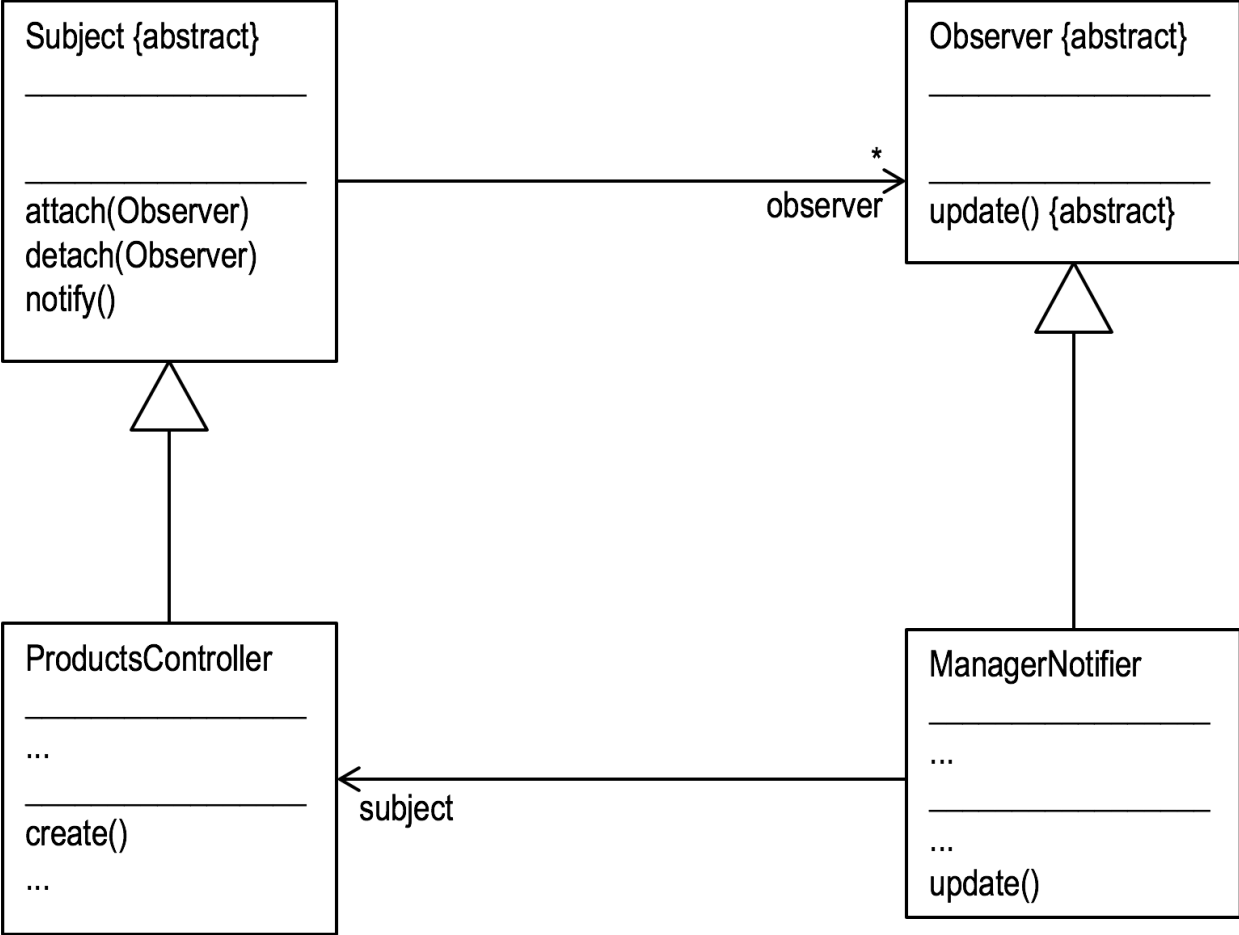 Subject {abstract}
attach(Observer)
detach(Observer)
notify()
*
observer
Observer {abstract}
update() {abstract}
ProductsController
...
create()
...
subject
ManagerNotifier
...
...
update()